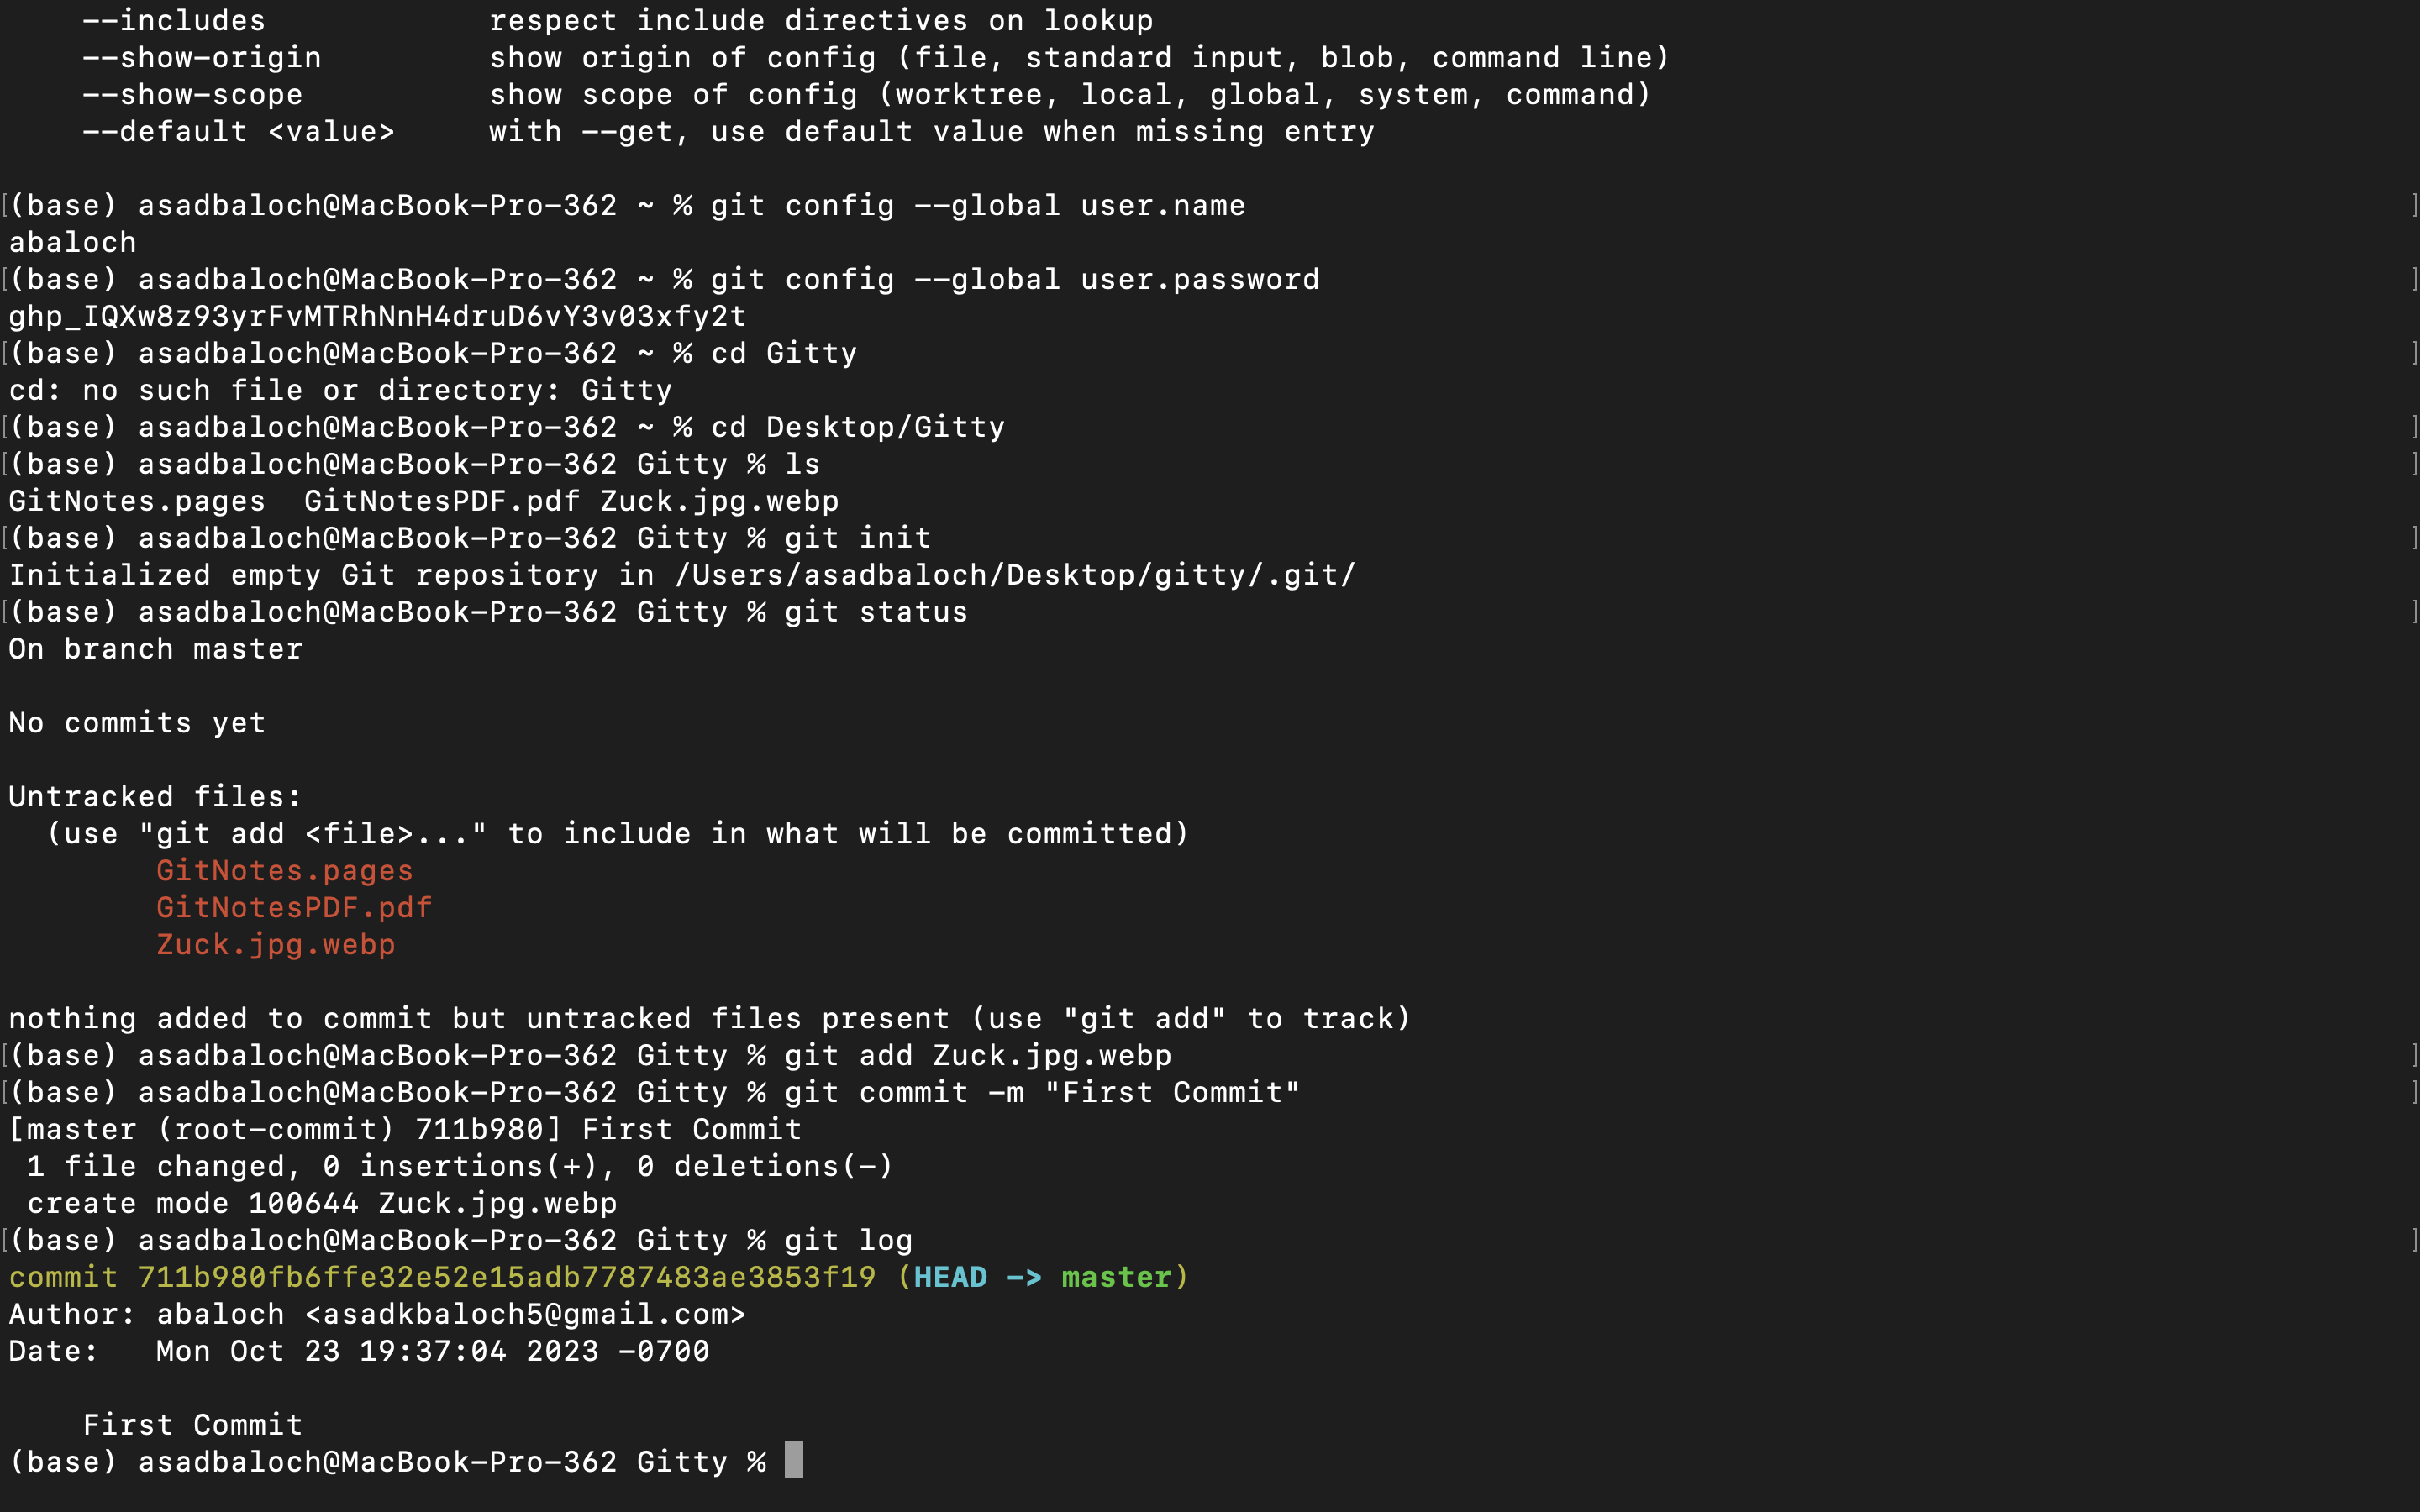 --includes respect include directives on lookup
--show-origin show origin of config (file, standard input, blob, command line)
--show-scope show scope of config (worktree, local, global, system, command)
--default <value> with --get, use default value when missing entry
[(base) asadbaloch@MacBook-Pro-362 ~ % git config --global user.name ]
abaloch
[(base) asadbaloch@MacBook-Pro-362 ~ % git config --global user.password ]
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
[(base) asadbaloch@MacBook-Pro-362 ~ % cd Gitty ]
cd: no such file or directory: Gitty
[(base) asadbaloch@MacBook-Pro-362 ~ % cd Desktop/Gitty ]
[(base) asadbaloch@MacBook-Pro-362 Gitty % ls ]
GitNotes.pages GitNotesPDF.pdf Zuck.jpg.webp
[(base) asadbaloch@MacBook-Pro-362 Gitty % git init ]
Initialized empty Git repository in /Users/asadbaloch/Desktop/gitty/.git/
[(base) asadbaloch@MacBook-Pro-362 Gitty % git status ]
On branch master
No commits yet
Untracked files:
(use "git add <file>..." to include in what will be committed)
GitNotes.pages
GitNotesPDF.pdf
Zuck.jpg.webp
nothing added to commit but untracked files present (use "git add" to track)
[(base) asadbaloch@MacBook-Pro-362 Gitty % git add Zuck.jpg.webp ]
[(base) asadbaloch@MacBook-Pro-362 Gitty % git commit -m "First Commit" ]
[master (root-commit) 711b980] First Commit
1 file changed, 0 insertions(+), 0 deletions(-)
create mode 100644 Zuck.jpg.webp
[(base) asadbaloch@MacBook-Pro-362 Gitty % git log ]
commit 711b980fb6ffe32e52e15adb7787483ae3853f19 (HEAD -> master)
Author: abaloch <asadkbaloch5@gmail.com>
Date: Mon Oct 23 19:37:04 2023 -0700
First Commit
(base) asadbaloch@MacBook-Pro-362 Gitty %